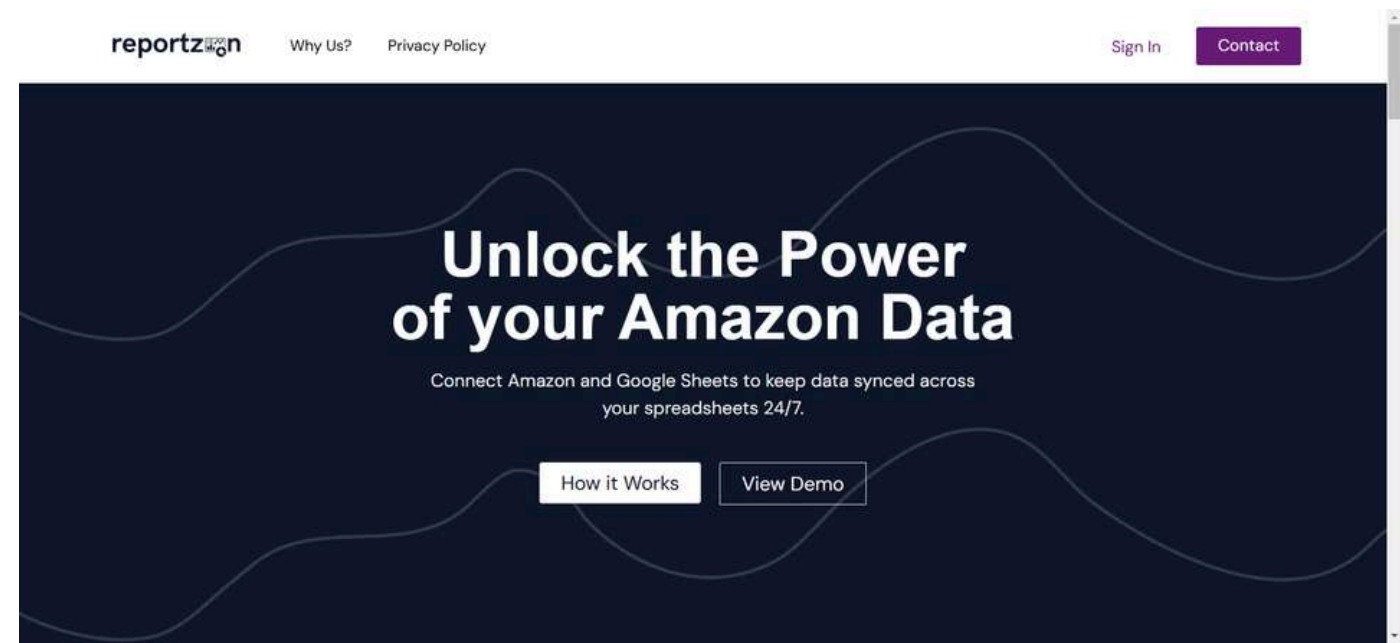 reportzon
Why Us?
Privacy Policy
Sign In
Contact
Unlock the Power
of your Amazon Data
Connect Amazon and Google Sheets to keep data synced across
your spreadsheets 24/7.
How it Works
View Demo